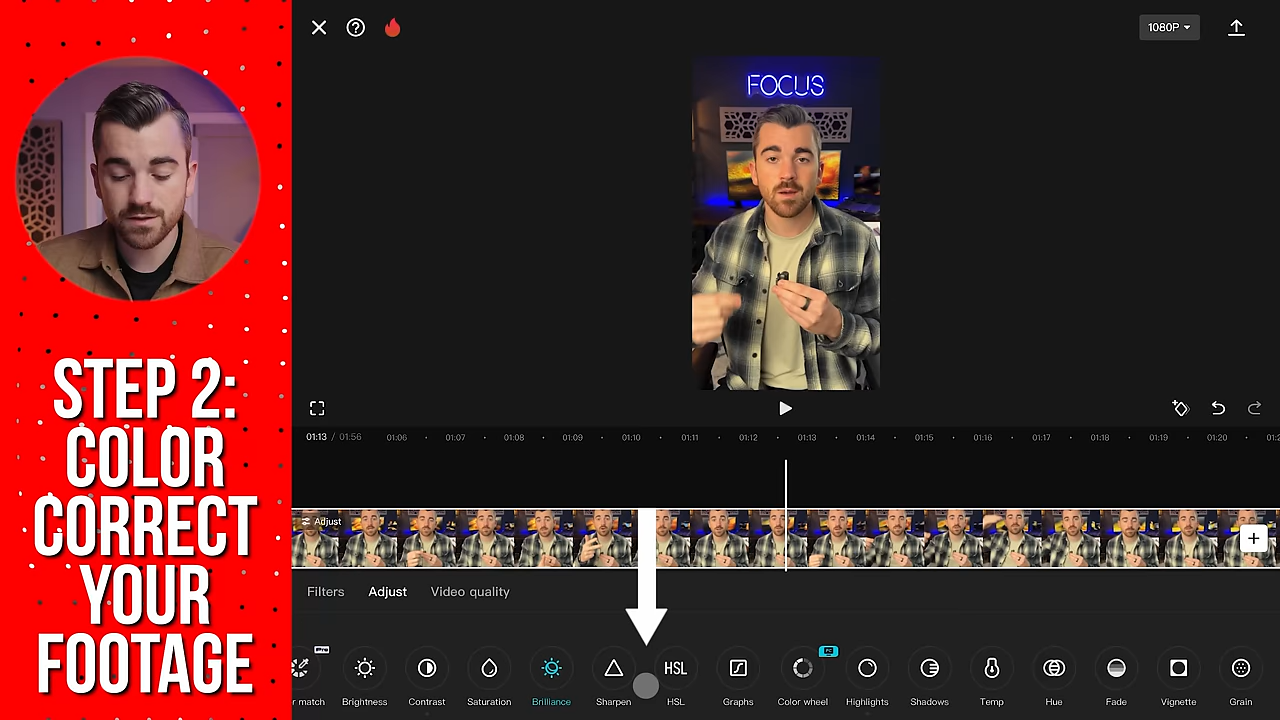 1080P
FOCUS
STEP 2:
COLOR
CORRECT
YOUR
FOOTAGE
01:13 / 01:56 01:06 01:07 01:08 01:09 01:10 01:11 01:12 01:13 01:14 01:15 01:16 01:17 01:18 01:19 01:20
Adjust
Filters Adjust Video quality
Pro
PC
HSL
r match Brightness Contrast Saturation Brilliance Sharpen HSL Graphs Color wheel Highlights Shadows Temp Hue Fade Vignette Grain